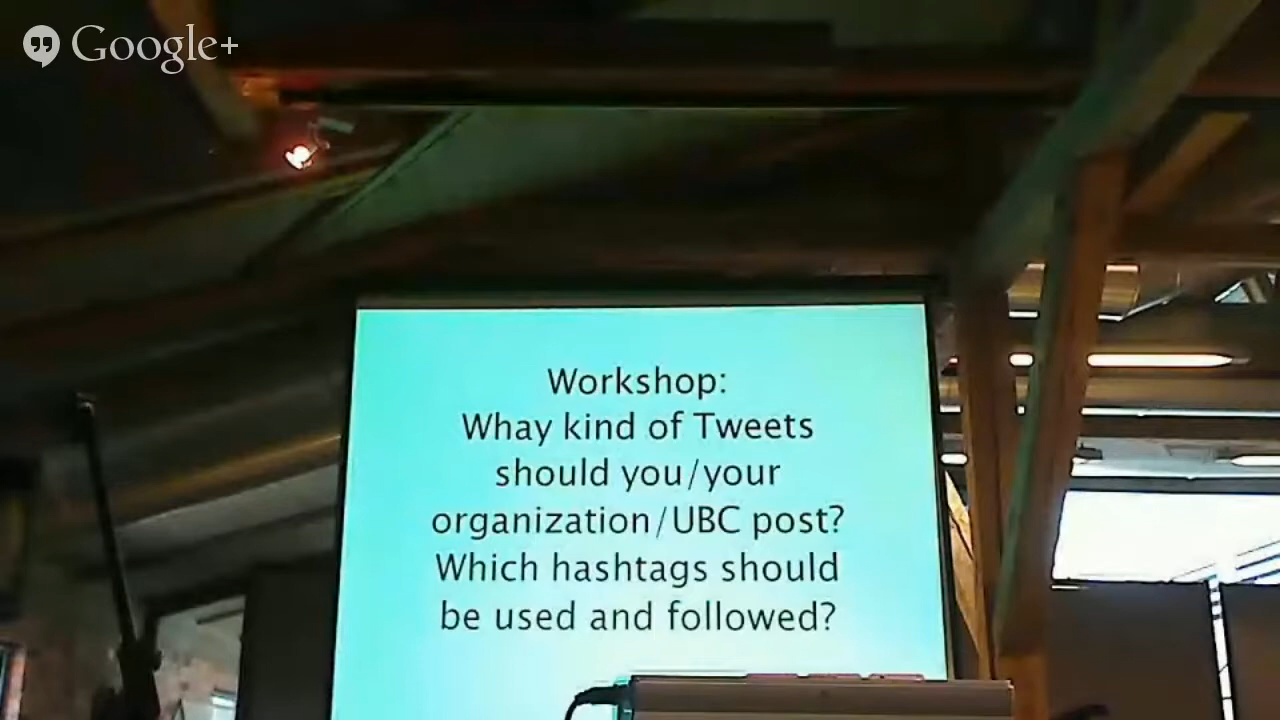 Google+
Workshop:
Whay kind of Tweets
should you/your
organization/UBC post?
Which hashtags should
be used and followed?